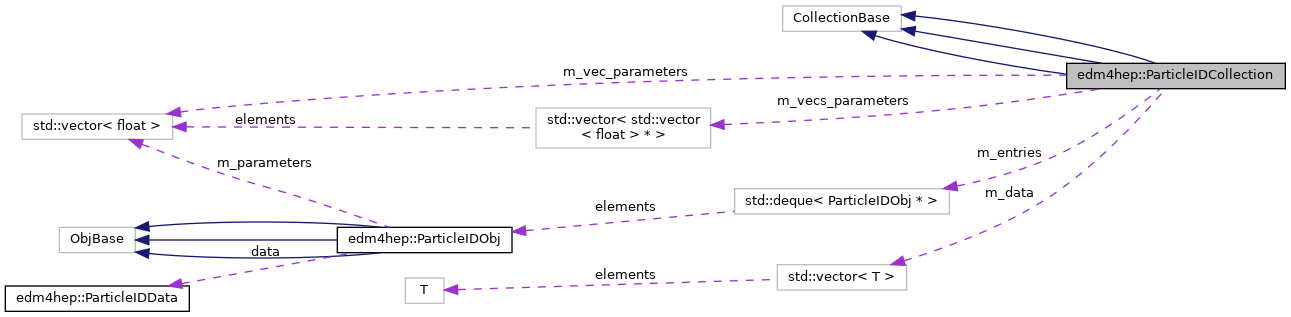 CollectionBase
edm4hep::ParticleIDCollection
m_vec_parameters
m_vecs_parameters
std::vector< float >
elements
std::vector< std::vector
< float > * >
m_parameters
m_entries
m_data
std::deque< ParticleIDObj * >
elements
ObjBase
edm4hep::ParticleIDObj
data
elements
std::vector< T >
T
edm4hep::ParticleIDData